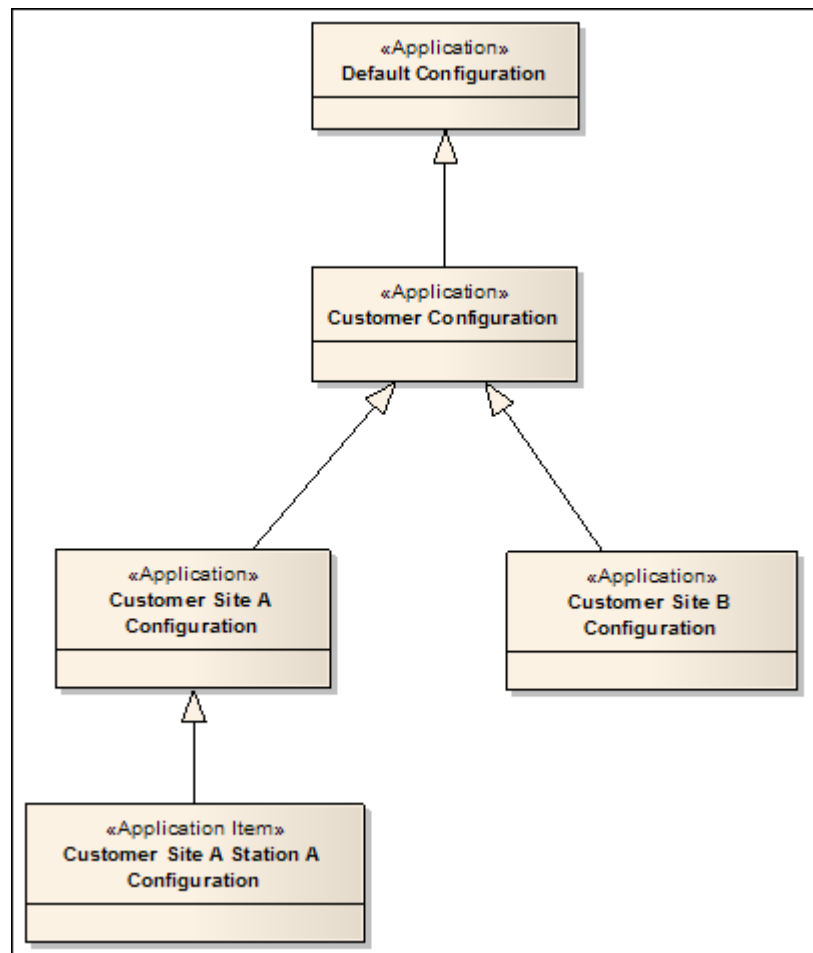 «Application»
Default Configuration
«Application»
Customer Configuration
«Application»
Customer Site A
Configuration
«Application»
Customer Site B
Configuration
«Application Item»
Customer Site A Station A
Configuration